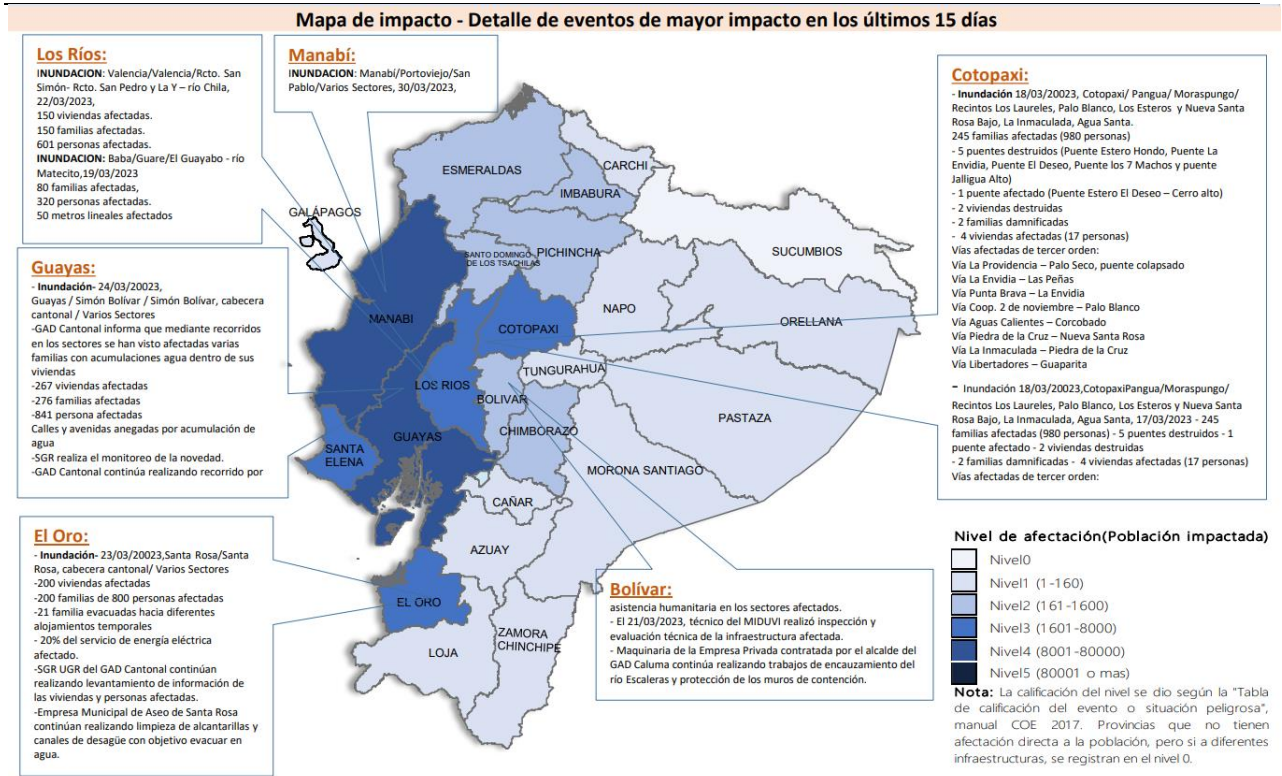 Mapa de impacto - Detalle de eventos de mayor impacto en los últimos 15 días
Los Ríos:
INUNDACION: Valencia/Valencia/Rcto. San
Simón- Rcto. San Pedro y La Y – río Chila,
22/03/2023,
150 viviendas afectadas.
150 familias afectadas.
601 personas afectadas.
INUNDACION: Baba/Guare/El Guayabo - río
Matecito,19/03/2023
80 familias afectadas,
320 personas afectadas.
50 metros lineales afectados
Manabí:
INUNDACION: Manabí/Portoviejo/San
Pablo/Varios Sectores, 30/03/2023,
Cotopaxi:
- Inundación 18/03/20023, Cotopaxi/ Pangua/ Moraspungo/
Recintos Los Laureles, Palo Blanco, Los Esteros y Nueva Santa
Rosa Bajo, La Inmaculada, Agua Santa.
245 familias afectadas (980 personas)
- 5 puentes destruidos (Puente Estero Hondo, Puente La
Envidia, Puente El Deseo, Puente los 7 Machos y puente
Jalligua Alto)
- 1 puente afectado (Puente Estero El Deseo – Cerro alto)
- 2 viviendas destruidas
- 2 familias damnificadas
- 4 viviendas afectadas (17 personas)
Vías afectadas de tercer orden:
Vía La Providencia – Palo Seco, puente colapsado
Vía La Envidia – Las Peñas
Vía Punta Brava – La Envidia
Vía Coop. 2 de noviembre – Palo Blanco
Vía Aguas Calientes – Corcobado
Vía Piedra de la Cruz – Nueva Santa Rosa
Vía La Inmaculada – Piedra de la Cruz
Vía Libertadores – Guaparita
- Inundación 18/03/2023,CotopaxiPangua/Moraspungo/
Recintos Los Laureles, Palo Blanco, Los Esteros y Nueva Santa
Rosa Bajo, La Inmaculada, Agua Santa, 17/03/2023 - 245
familias afectadas (980 personas) - 5 puentes destruidos - 1
puente afectado - 2 viviendas destruidas
- 2 familias damnificadas - 4 viviendas afectadas (17 personas)
Vías afectadas de tercer orden:
Guayas:
- Inundación- 24/03/20023,
Guayas / Simón Bolívar / Simón Bolívar, cabecera
cantonal / Varios Sectores
-GAD Cantonal informa que mediante recorridos
en los sectores se han visto afectadas varias
familias con acumulaciones agua dentro de sus
viviendas
-267 viviendas afectadas
-276 familias afectadas
-841 persona afectadas
Calles y avenidas anegadas por acumulación de
agua
-SGR realiza el monitoreo de la novedad.
-GAD Cantonal continúa realizando recorrido por
El Oro:
- Inundación- 23/03/20023,Santa Rosa/Santa
Rosa, cabecera cantonal/ Varios Sectores
-200 viviendas afectadas
-200 familias de 800 personas afectadas
-21 familia evacuadas hacia diferentes
alojamientos temporales
- 20% del servicio de energía eléctrica
afectado.
-SGR UGR del GAD Cantonal continúan
realizando levantamiento de información de
las viviendas y personas afectadas.
-Empresa Municipal de Aseo de Santa Rosa
continúan realizando limpieza de alcantarillas y
canales de desagüe con objetivo evacuar en
agua.
Bolívar:
asistencia humanitaria en los sectores afectados.
- El 21/03/2023, técnico del MIDUVI realizó inspección y
evaluación técnica de la infraestructura afectada.
- Maquinaria de la Empresa Privada contratada por el alcalde del
GAD Caluma continúa realizando trabajos de encauzamiento del
río Escaleras y protección de los muros de contención.
ESMERALDAS
CARCHI
IMBABURA
GALÁPAGOS
SANTO DOMINGO
DE LOS TSACHILAS
PICHINCHA
SUCUMBIOS
MANABI
COTOPAXI
NAPO
ORELLANA
LOS RIOS
TUNGURAHUA
BOLIVAR
PASTAZA
GUAYAS
CHIMBORAZO
SANTA
ELENA
MORONA SANTIAGO
CAÑAR
AZUAY
EL ORO
LOJA
ZAMORA
CHINCHIPE
Nivel de afectación(Población impactada)
Nivel0
Nivel1 (1-160)
Nivel2 (161-1600)
Nivel3 (1601-8000)
Nivel4 (8001-80000)
Nivel5 (80001 o mas)
Nota: La calificación del nivel se dio según la "Tabla
de calificación del evento o situación peligrosa",
manual COE 2017. Provincias que no tienen
afectación directa a la población, pero si a diferentes
infraestructuras, se registran en el nivel 0.